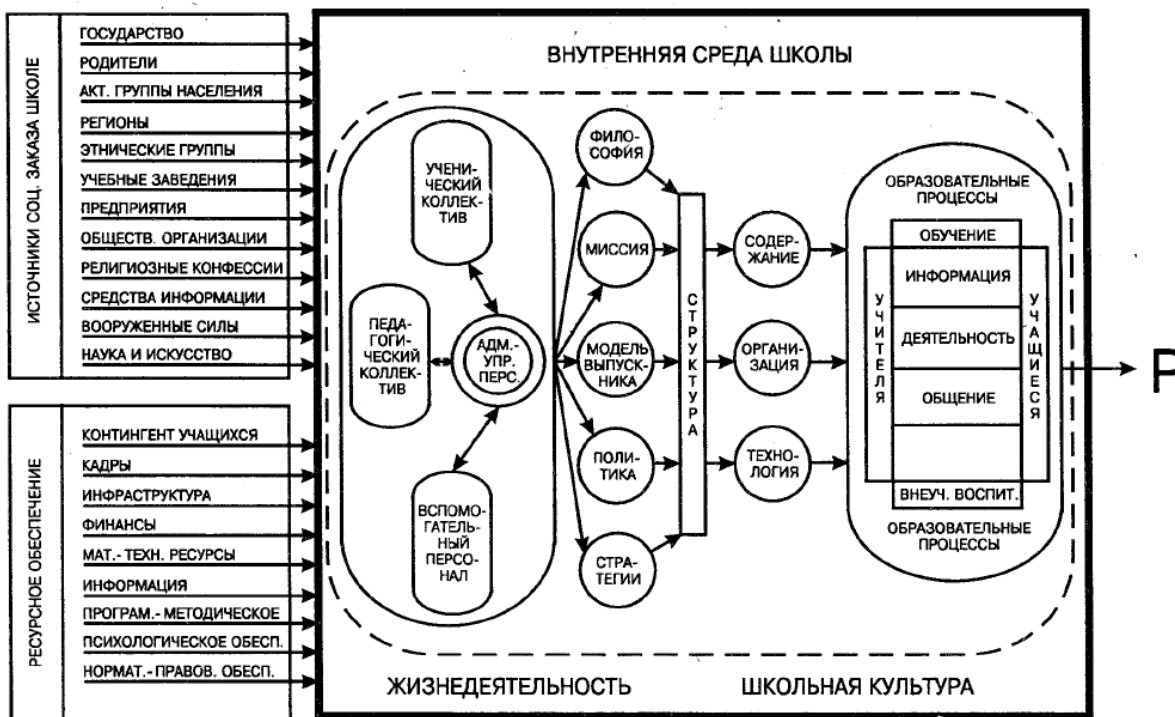 ИСТОЧНИКИ СОЦ. ЗАКАЗА ШКОЛЕ
ГОСУДАРСТВО
РОДИТЕЛИ
АКТ. ГРУППЫ НАСЕЛЕНИЯ
РЕГИОНЫ
ЭТНИЧЕСКИЕ ГРУППЫ
УЧЕБНЫЕ ЗАВЕДЕНИЯ
ПРЕДПРИЯТИЯ
ОБЩЕСТВ. ОРГАНИЗАЦИИ
РЕЛИГИОЗНЫЕ КОНФЕССИИ
СРЕДСТВА ИНФОРМАЦИИ
ВООРУЖЕННЫЕ СИЛЫ
НАУКА И ИСКУССТВО
РЕСУРСНОЕ ОБЕСПЕЧЕНИЕ
КОНТИНГЕНТ УЧАЩИХСЯ
КАДРЫ
ИНФРАСТРУКТУРА
ФИНАНСЫ
МАТ.- ТЕХН. РЕСУРСЫ
ИНФОРМАЦИЯ
ПРОГРАМ.- МЕТОДИЧЕСКОЕ
ПСИХОЛОГИЧЕСКОЕ ОБЕСП.
НОРМАТ.- ПРАВОВ. ОБЕСП.
ВНУТРЕННЯЯ СРЕДА ШКОЛЫ
УЧЕНИ-
ЧЕСКИЙ
КОЛЛЕК-
ТИВ
ПЕДА-
ГОГИ-
ЧЕСКИЙ
КОЛЛЕК-
ТИВ
АДМ.-
УПР.
ПЕРС.
ВСПОМО-
ГАТЕЛЬ-
НЫЙ
ПЕРСО-
НАЛ
ФИЛО-
СОФИЯ
МИССИЯ
МОДЕЛЬ
ВЫПУСК-
НИКА
ПОЛИ-
ТИКА
СТРА-
ТЕГИИ
СТРУКТУРА
СОДЕР-
ЖАНИЕ
ОРГАНИ-
ЗАЦИЯ
ТЕХНО-
ЛОГИЯ
ОБРАЗОВАТЕЛЬНЫЕ
ПРОЦЕССЫ
ОБУЧЕНИЕ
УЧИТЕЛЯ
ИНФОРМАЦИЯ
ДЕЯТЕЛЬНОСТЬ
ОБЩЕНИЕ
УЧАЩИЕСЯ
ВНЕУЧ. ВОСПИТ.
ОБРАЗОВАТЕЛЬНЫЕ
ПРОЦЕССЫ
Р
ЖИЗНЕДЕЯТЕЛЬНОСТЬ
ШКОЛЬНАЯ КУЛЬТУРА